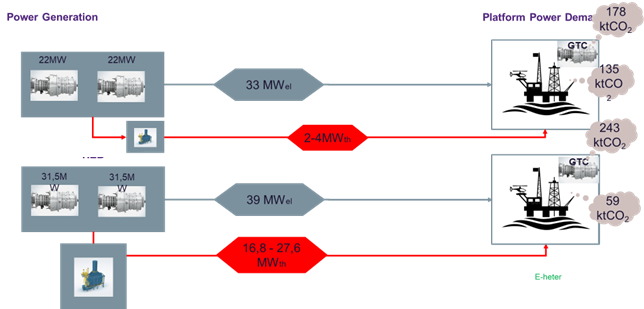 Power Generation
Platform Power Dema
178
ktCO2
22MW
22MW
GTC
33 MWel
135
ktCO
2
2-4MWth
243
ktCO2
31,5M
W
31,5M
W
GTC
39 MWel
59
ktCO2
16,8 - 27,6
MWth
E-heter